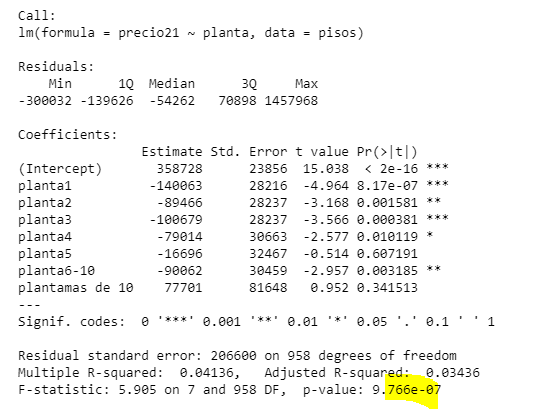 Call:
lm(formula = precio21 ~ planta, data = pisos)
Residuals:
Min 1Q Median 3Q Max
-300032 -139626 -54262 70898 1457968
Coefficients:
Estimate Std. Error t value Pr(>|t|)
(Intercept) 358728 23856 15.038 < 2e-16 ***
planta1 -140063 28216 -4.964 8.17e-07 ***
planta2 -89466 28237 -3.168 0.001581 **
planta3 -100679 28237 -3.566 0.000381 ***
planta4 -79014 30663 -2.577 0.010119 *
planta5 -16696 32467 -0.514 0.607191
planta6-10 -90062 30459 -2.957 0.003185 **
plantamas de 10 77701 81648 0.952 0.341513
---
Signif. codes: 0 '***' 0.001 '**' 0.01 '*' 0.05 '.' 0.1 ' ' 1
Residual standard error: 206600 on 958 degrees of freedom
Multiple R-squared: 0.04136, Adjusted R-squared: 0.03436
F-statistic: 5.905 on 7 and 958 DF, p-value: 9.766e-07